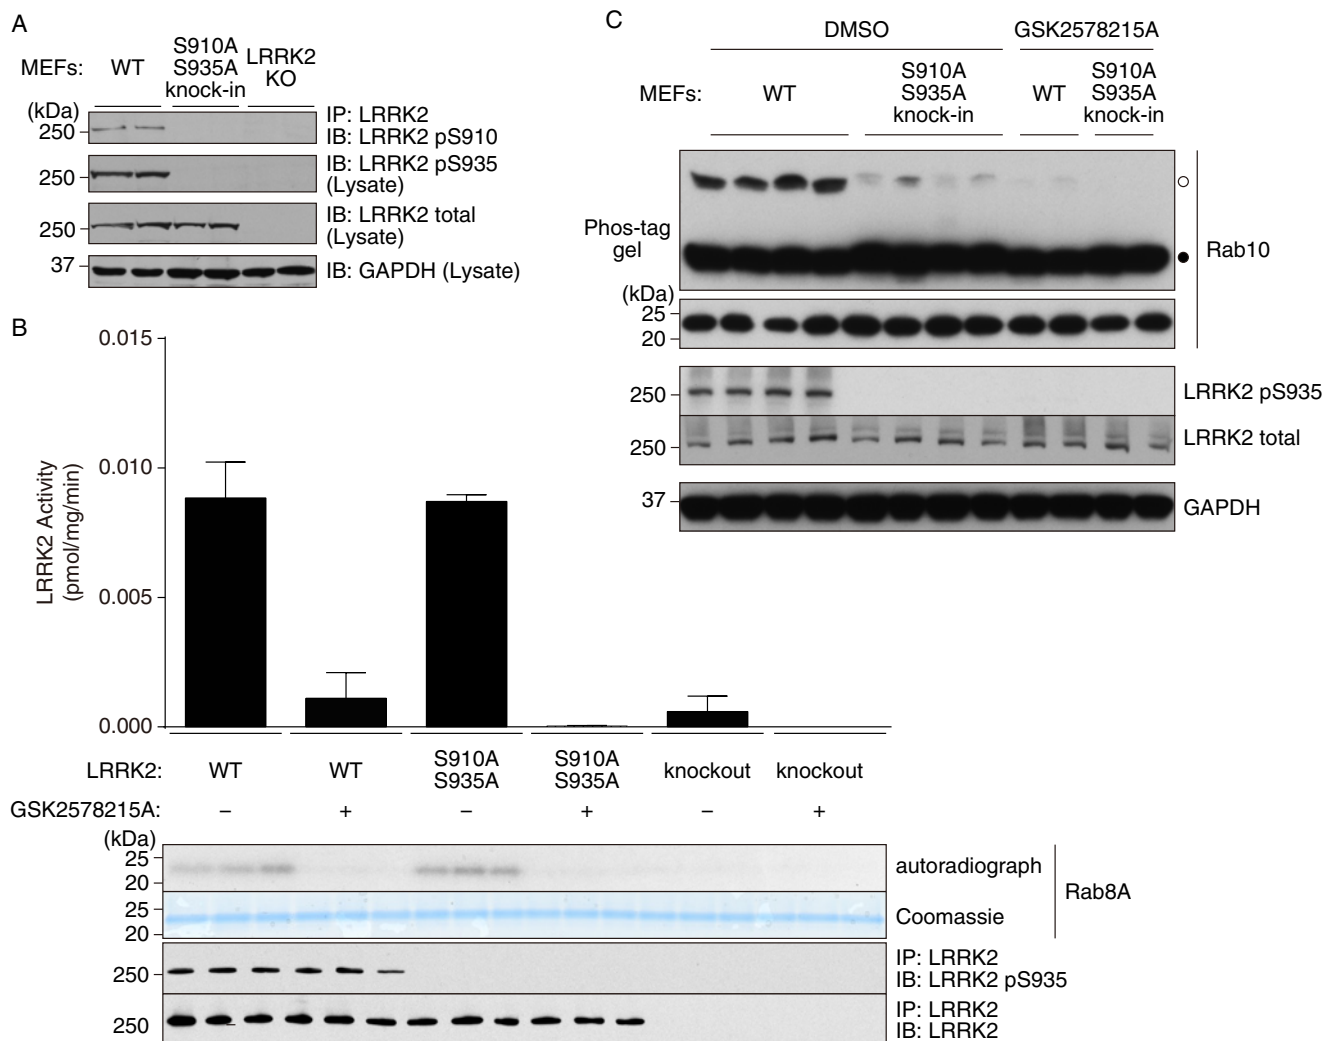 A
MEFs:
WT
S910A
S935A
knock-in
LRRK2
KO
(kDa)
250
IP: LRRK2
IB: LRRK2 pS910
250
IB: LRRK2 pS935
(Lysate)
250
IB: LRRK2 total
(Lysate)
37
IB: GAPDH (Lysate)
B
LRRK2 Activity
(pmol/mg/min)
0.015
0.010
0.005
0.000
LRRK2:
WT
WT
S910A
S935A
S910A
S935A
knockout
knockout
GSK2578215A:
–
+
–
+
–
+
(kDa)
25
20
autoradiograph
25
20
Coomassie
Rab8A
250
IP: LRRK2
IB: LRRK2 pS935
250
IP: LRRK2
IB: LRRK2
C
DMSO
GSK2578215A
MEFs:
WT
S910A
S935A
knock-in
WT
S910A
S935A
knock-in
Phos-tag
gel
Rab10
(kDa)
25
20
250
LRRK2 pS935
250
LRRK2 total
37
GAPDH